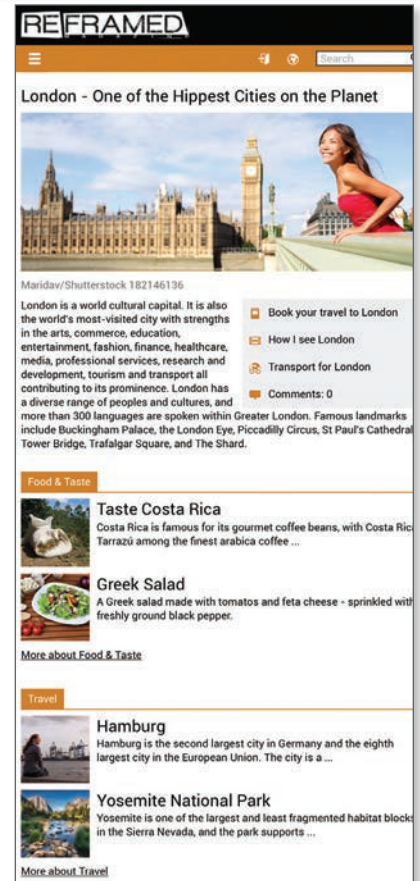 REFRAMED
MAGAZINE
Search
London - One of the Hippest Cities on the Planet
Maridav/Shutterstock 182146136
London is a world cultural capital. It is also
the world's most-visited city with strengths
in the arts, commerce, education,
entertainment, fashion, finance, healthcare,
media, professional services, research and
development, tourism and transport all
contributing to its prominence. London has
a diverse range of peoples and cultures, and
more than 300 languages are spoken within Greater London. Famous landmarks
include Buckingham Palace, the London Eye, Piccadilly Circus, St Paul's Cathedral
Tower Bridge, Trafalgar Square, and The Shard.
Book your travel to London
How I see London
Transport for London
Comments: 0
Food & Taste
Taste Costa Rica
Costa Rica is famous for its gourmet coffee beans, with Costa Ric
Tarrazú among the finest arabica coffee ...
Greek Salad
A Greek salad made with tomatos and feta cheese - sprinkled with
freshly ground black pepper.
More about Food & Taste
Travel
Hamburg
Hamburg is the second largest city in Germany and the eighth
largest city in the European Union. The city is a ...
Yosemite National Park
Yosemite is one of the largest and least fragmented habitat blocks
in the Sierra Nevada, and the park supports ...
More about Travel